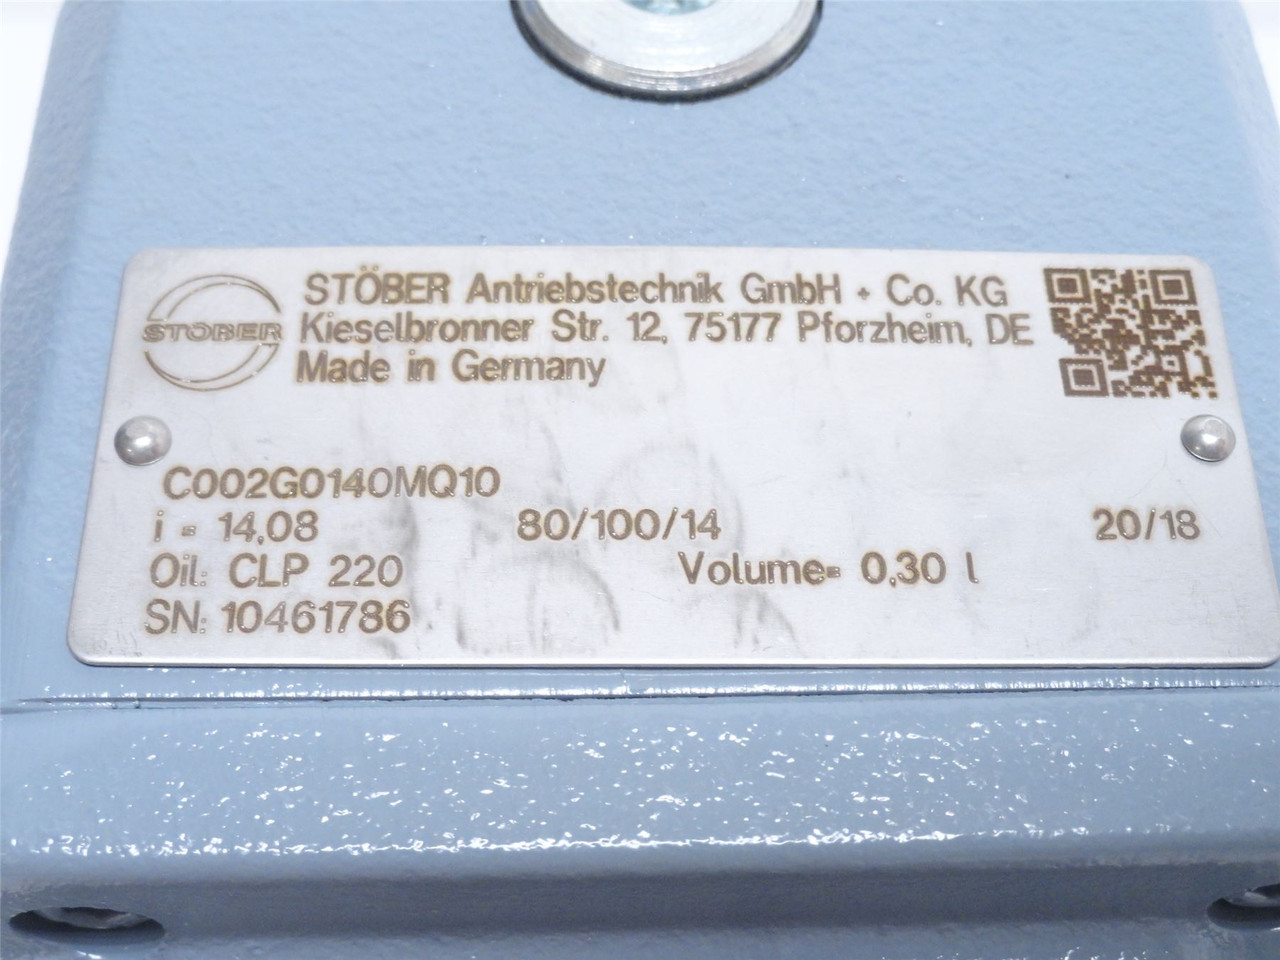 STÖBER
STÖBER Antriebstechnik GmbH + Co. KG
Kieselbronner Str. 12, 75177 Pforzheim, DE
Made in Germany
C002G0140MQ10
i = 14,08 80/100/14 20/18
Oil: CLP 220 Volume= 0,30 l
SN: 10461786